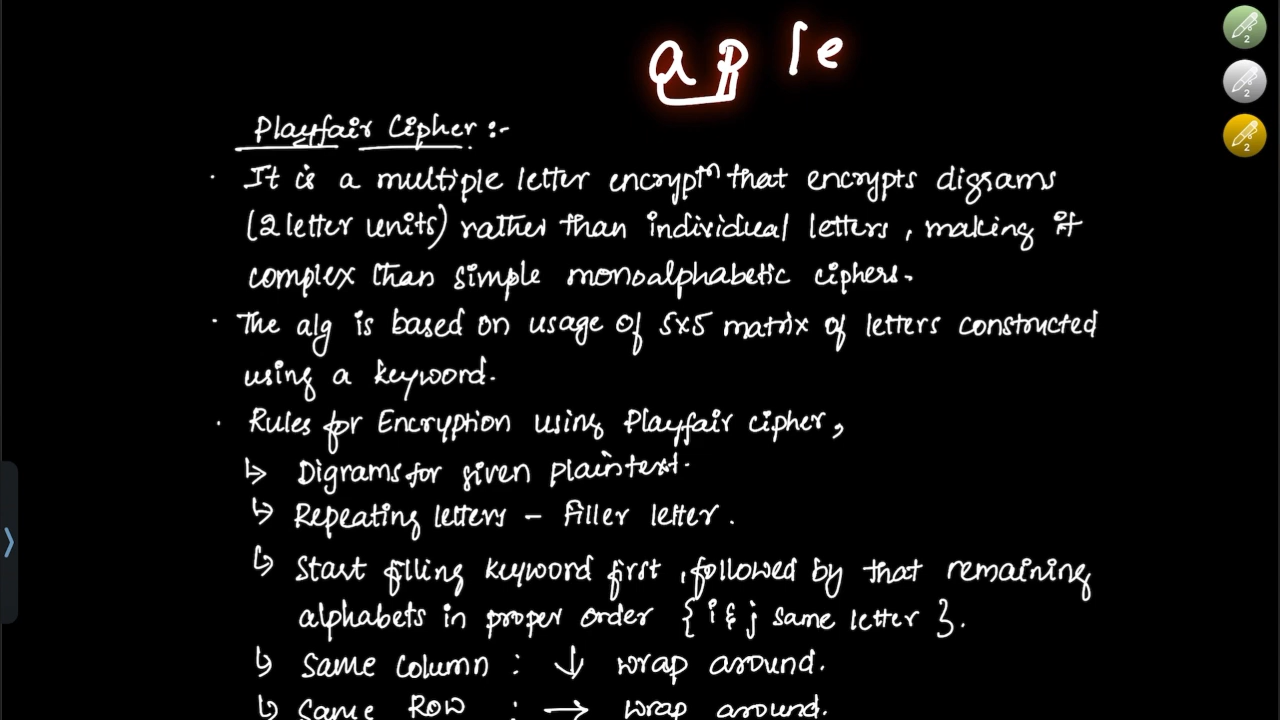 ap le
Playfair Cipher :-
· It is a multiple letter encryptⁿ that encrypts digrams
(2 letter units) rather than individual letters, making it
complex than simple monoalphabetic ciphers.
· The alg is based on usage of 5x5 matrix of letters constructed
using a keyword.
· Rules for Encryption using Playfair cipher,
↳ Digrams for given plaintext.
↳ Repeating letters - filler letter.
↳ Start filling keyword first, followed by that remaining
alphabets in proper order { i & j same letter }.
↳ Same column : ↓ wrap around.
↳ Same Row : → wrap around.
2
2
2